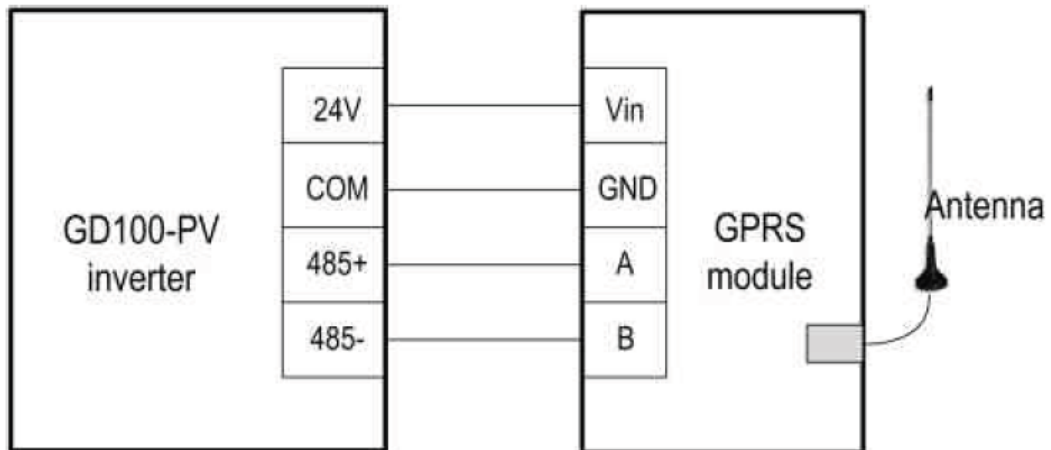 GD100-PV
inverter
24V
COM
485+
485-
Vin
GND
A
B
GPRS
module
Antenna